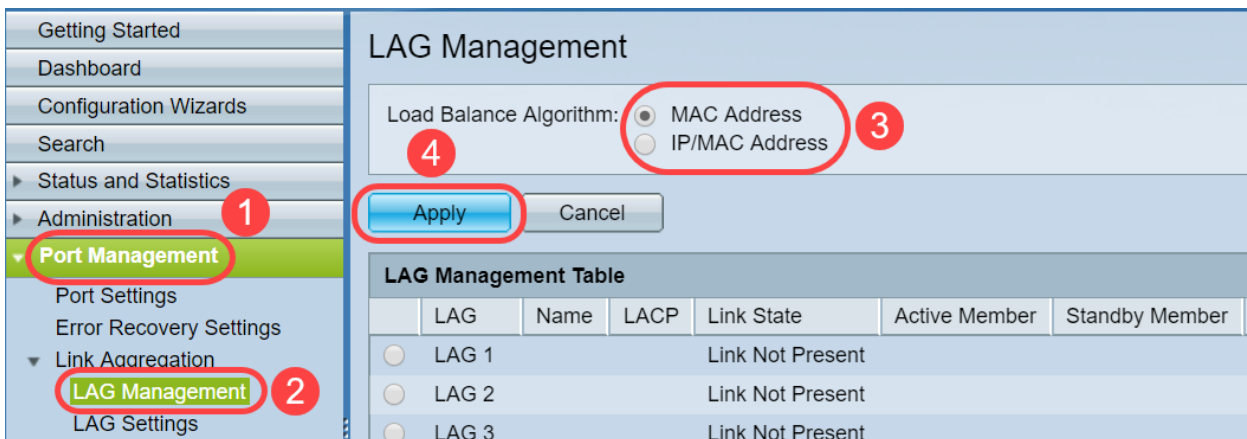 Getting Started
Dashboard
Configuration Wizards
Search
Status and Statistics
Administration
1
Port Management
Port Settings
Error Recovery Settings
Link Aggregation
LAG Management
2
LAG Settings
LAG Management
Load Balance Algorithm:
MAC Address
IP/MAC Address
3
4
Apply Cancel
LAG Management Table
LAG Name LACP Link State Active Member Standby Member
LAG 1 Link Not Present
LAG 2 Link Not Present
LAG 3 Link Not Present